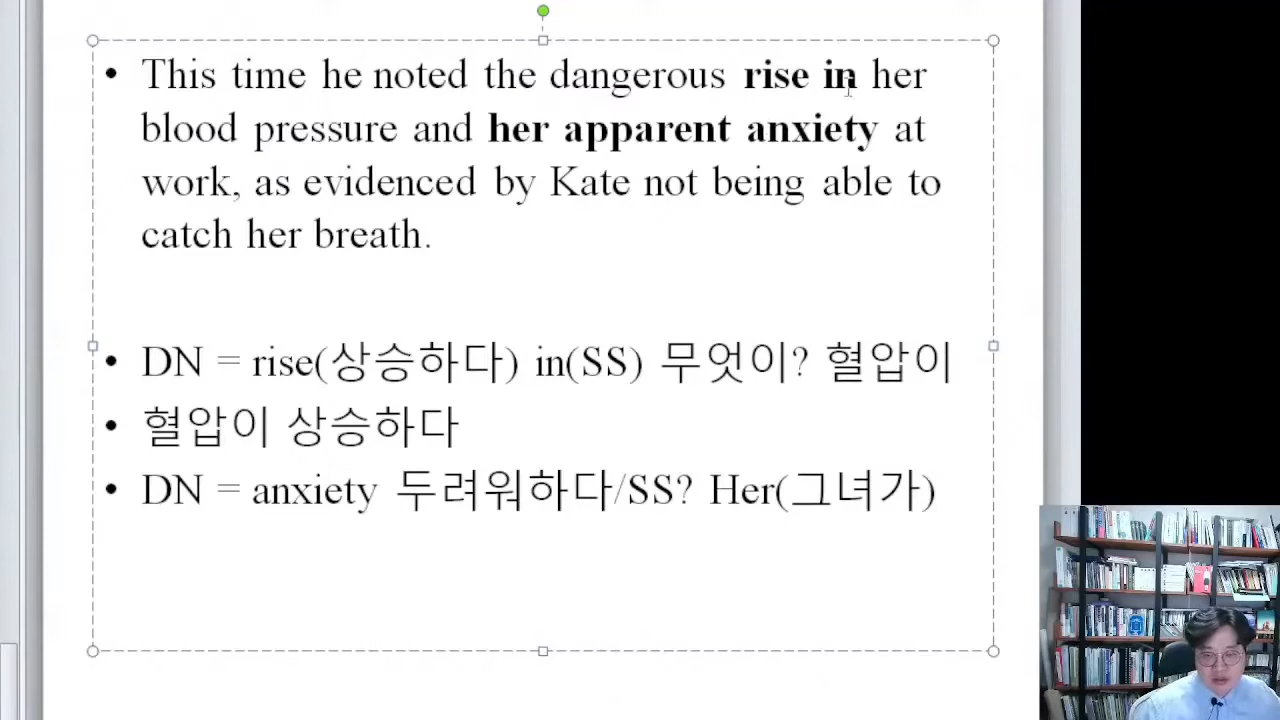 • This time he noted the dangerous rise in her
blood pressure and her apparent anxiety at
work, as evidenced by Kate not being able to
catch her breath.
• DN = rise(상승하다) in(SS) 무엇이? 혈압이
• 혈압이 상승하다
• DN = anxiety 두려워하다/SS? Her(그녀가)